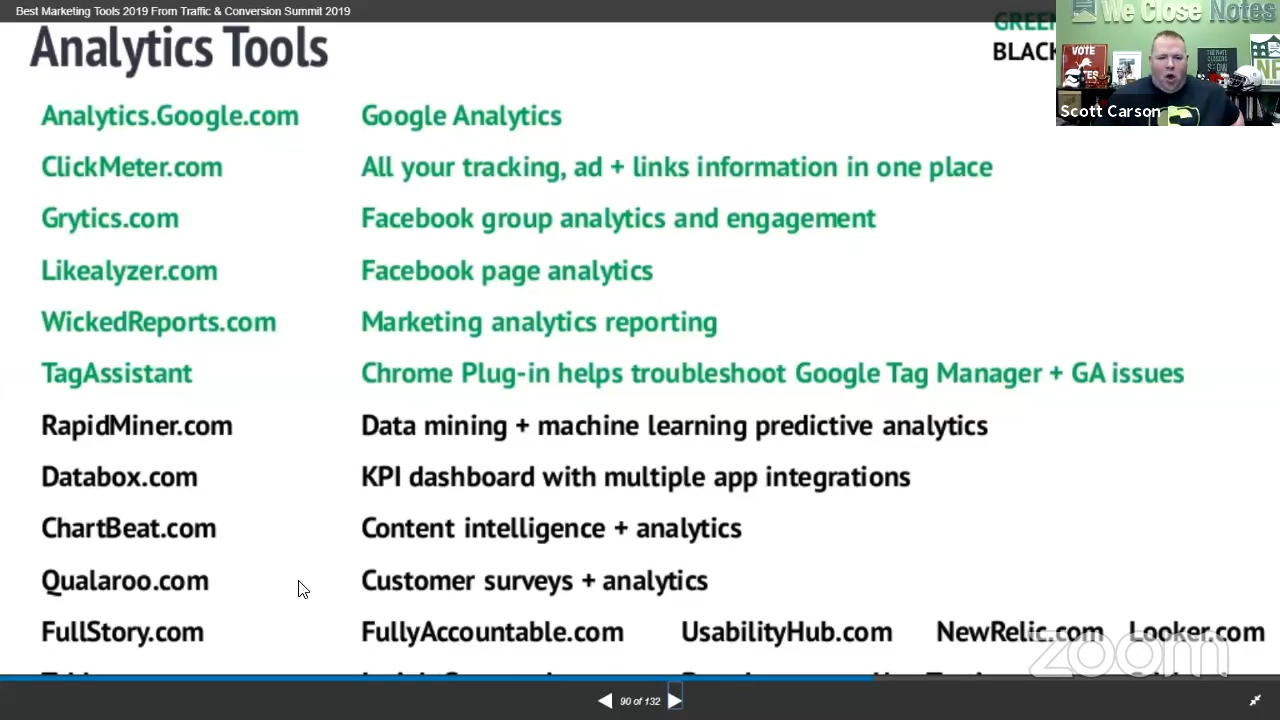 Best Marketing Tools 2019 From Traffic & Conversion Summit 2019
Analytics Tools
GREEN
BLACK
We Close Notes
VOTE
Scott Carson
Analytics.Google.com Google Analytics
ClickMeter.com All your tracking, ad + links information in one place
Grytics.com Facebook group analytics and engagement
Likealyzer.com Facebook page analytics
WickedReports.com Marketing analytics reporting
TagAssistant Chrome Plug-in helps troubleshoot Google Tag Manager + GA issues
RapidMiner.com Data mining + machine learning predictive analytics
Databox.com KPI dashboard with multiple app integrations
ChartBeat.com Content intelligence + analytics
Qualaroo.com Customer surveys + analytics
FullStory.com FullyAccountable.com UsabilityHub.com NewRelic.com Looker.com
zoom
90 of 132